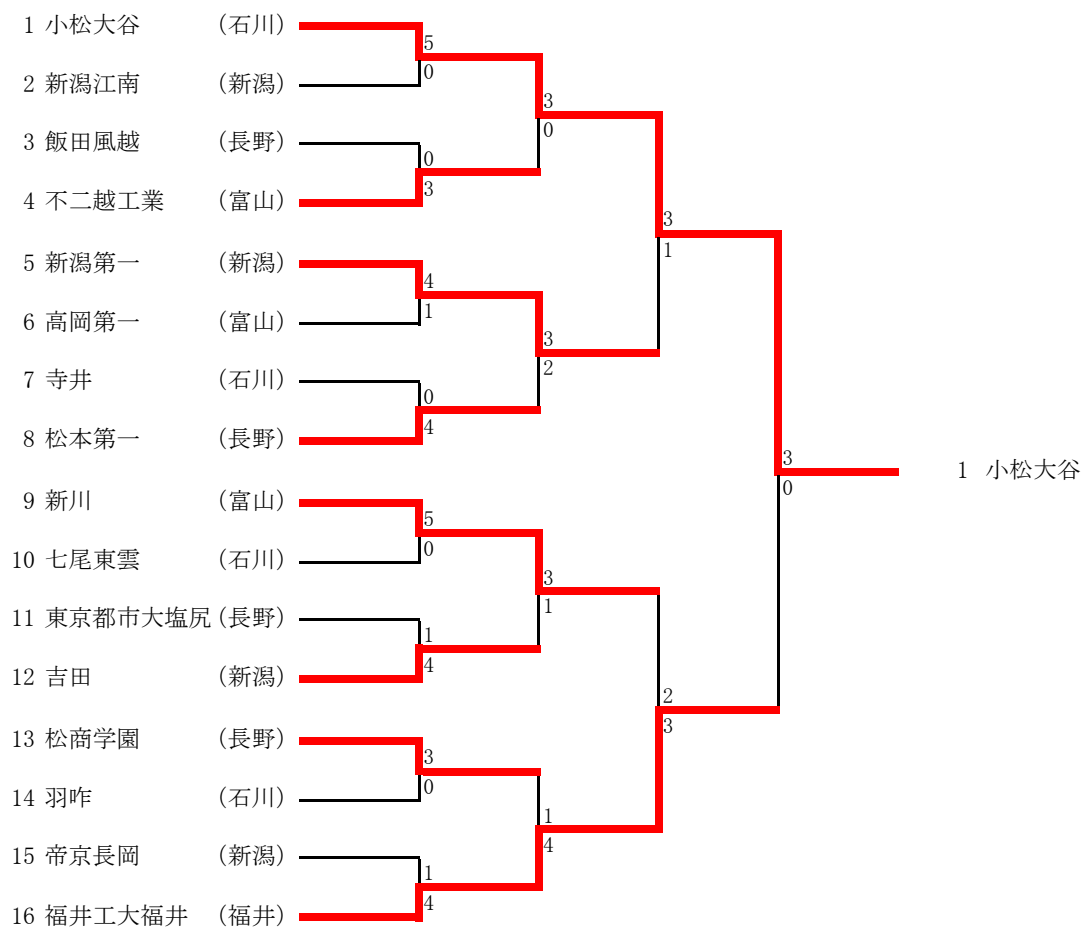 1 小松大谷 (石川)
5
0
2 新潟江南 (新潟)
3
0
3 飯田風越 (長野)
0
3
4 不二越工業 (富山)
3
1
5 新潟第一 (新潟)
4
1
6 高岡第一 (富山)
3
2
7 寺井 (石川)
0
4
8 松本第一 (長野)
3
0
1 小松大谷
9 新川 (富山)
5
0
10 七尾東雲 (石川)
3
1
11 東京都市大塩尻 (長野)
1
4
12 吉田 (新潟)
2
3
13 松商学園 (長野)
3
0
14 羽咋 (石川)
1
4
15 帝京長岡 (新潟)
1
4
16 福井工大福井 (福井)